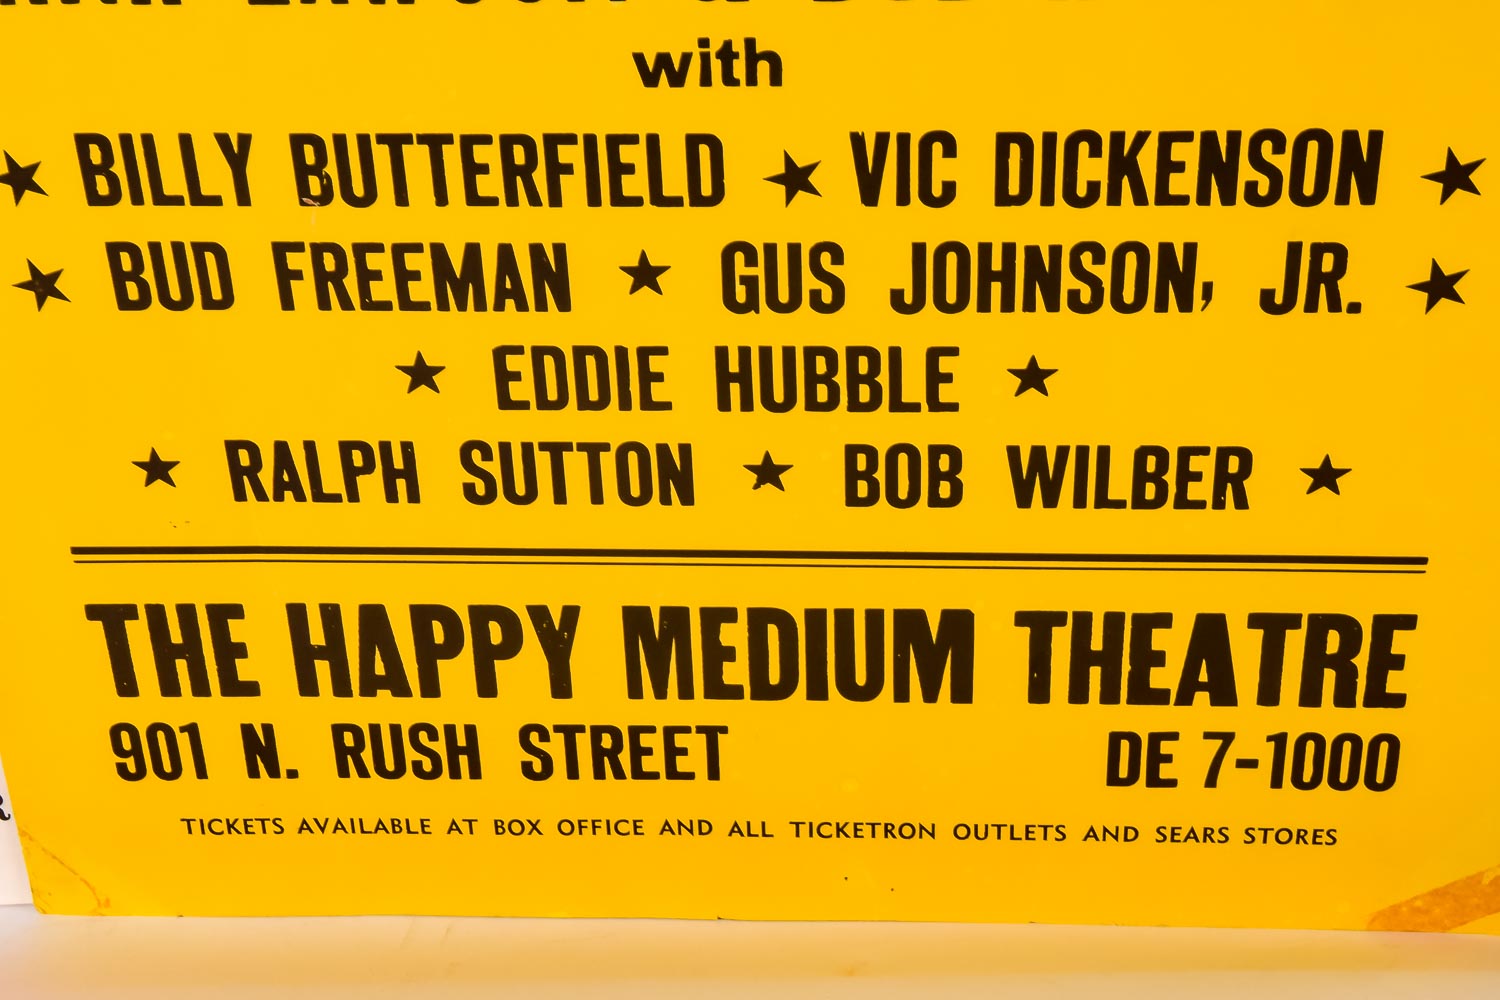 with
BILLY BUTTERFIELD ★ VIC DICKENSON ★
★ BUD FREEMAN ★ GUS JOHNSON, JR. ★
★ EDDIE HUBBLE ★
★ RALPH SUTTON ★ BOB WILBER ★
THE HAPPY MEDIUM THEATRE
901 N. RUSH STREET DE 7-1000
TICKETS AVAILABLE AT BOX OFFICE AND ALL TICKETRON OUTLETS AND SEARS STORES